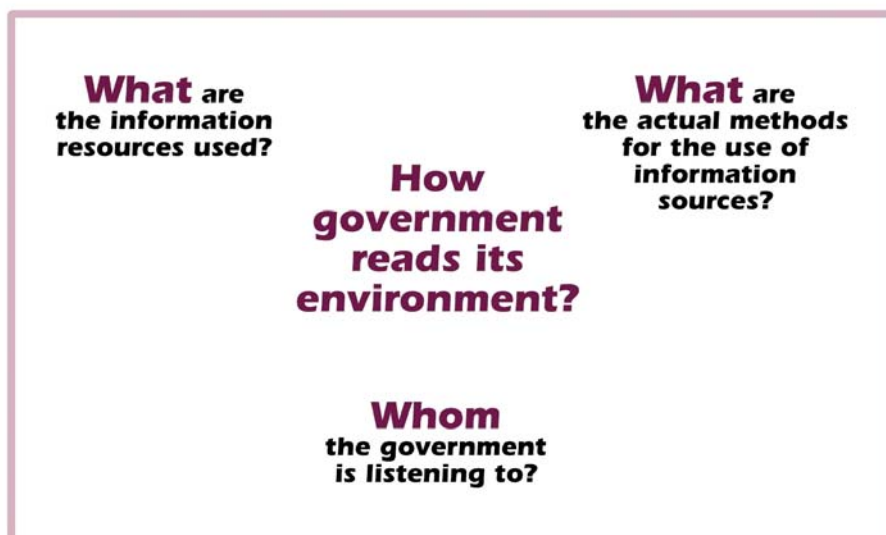 What are
the information
resources used?
What are
the actual methods
for the use of
information
sources?
How
government
reads its
environment?
Whom
the government
is listening to?